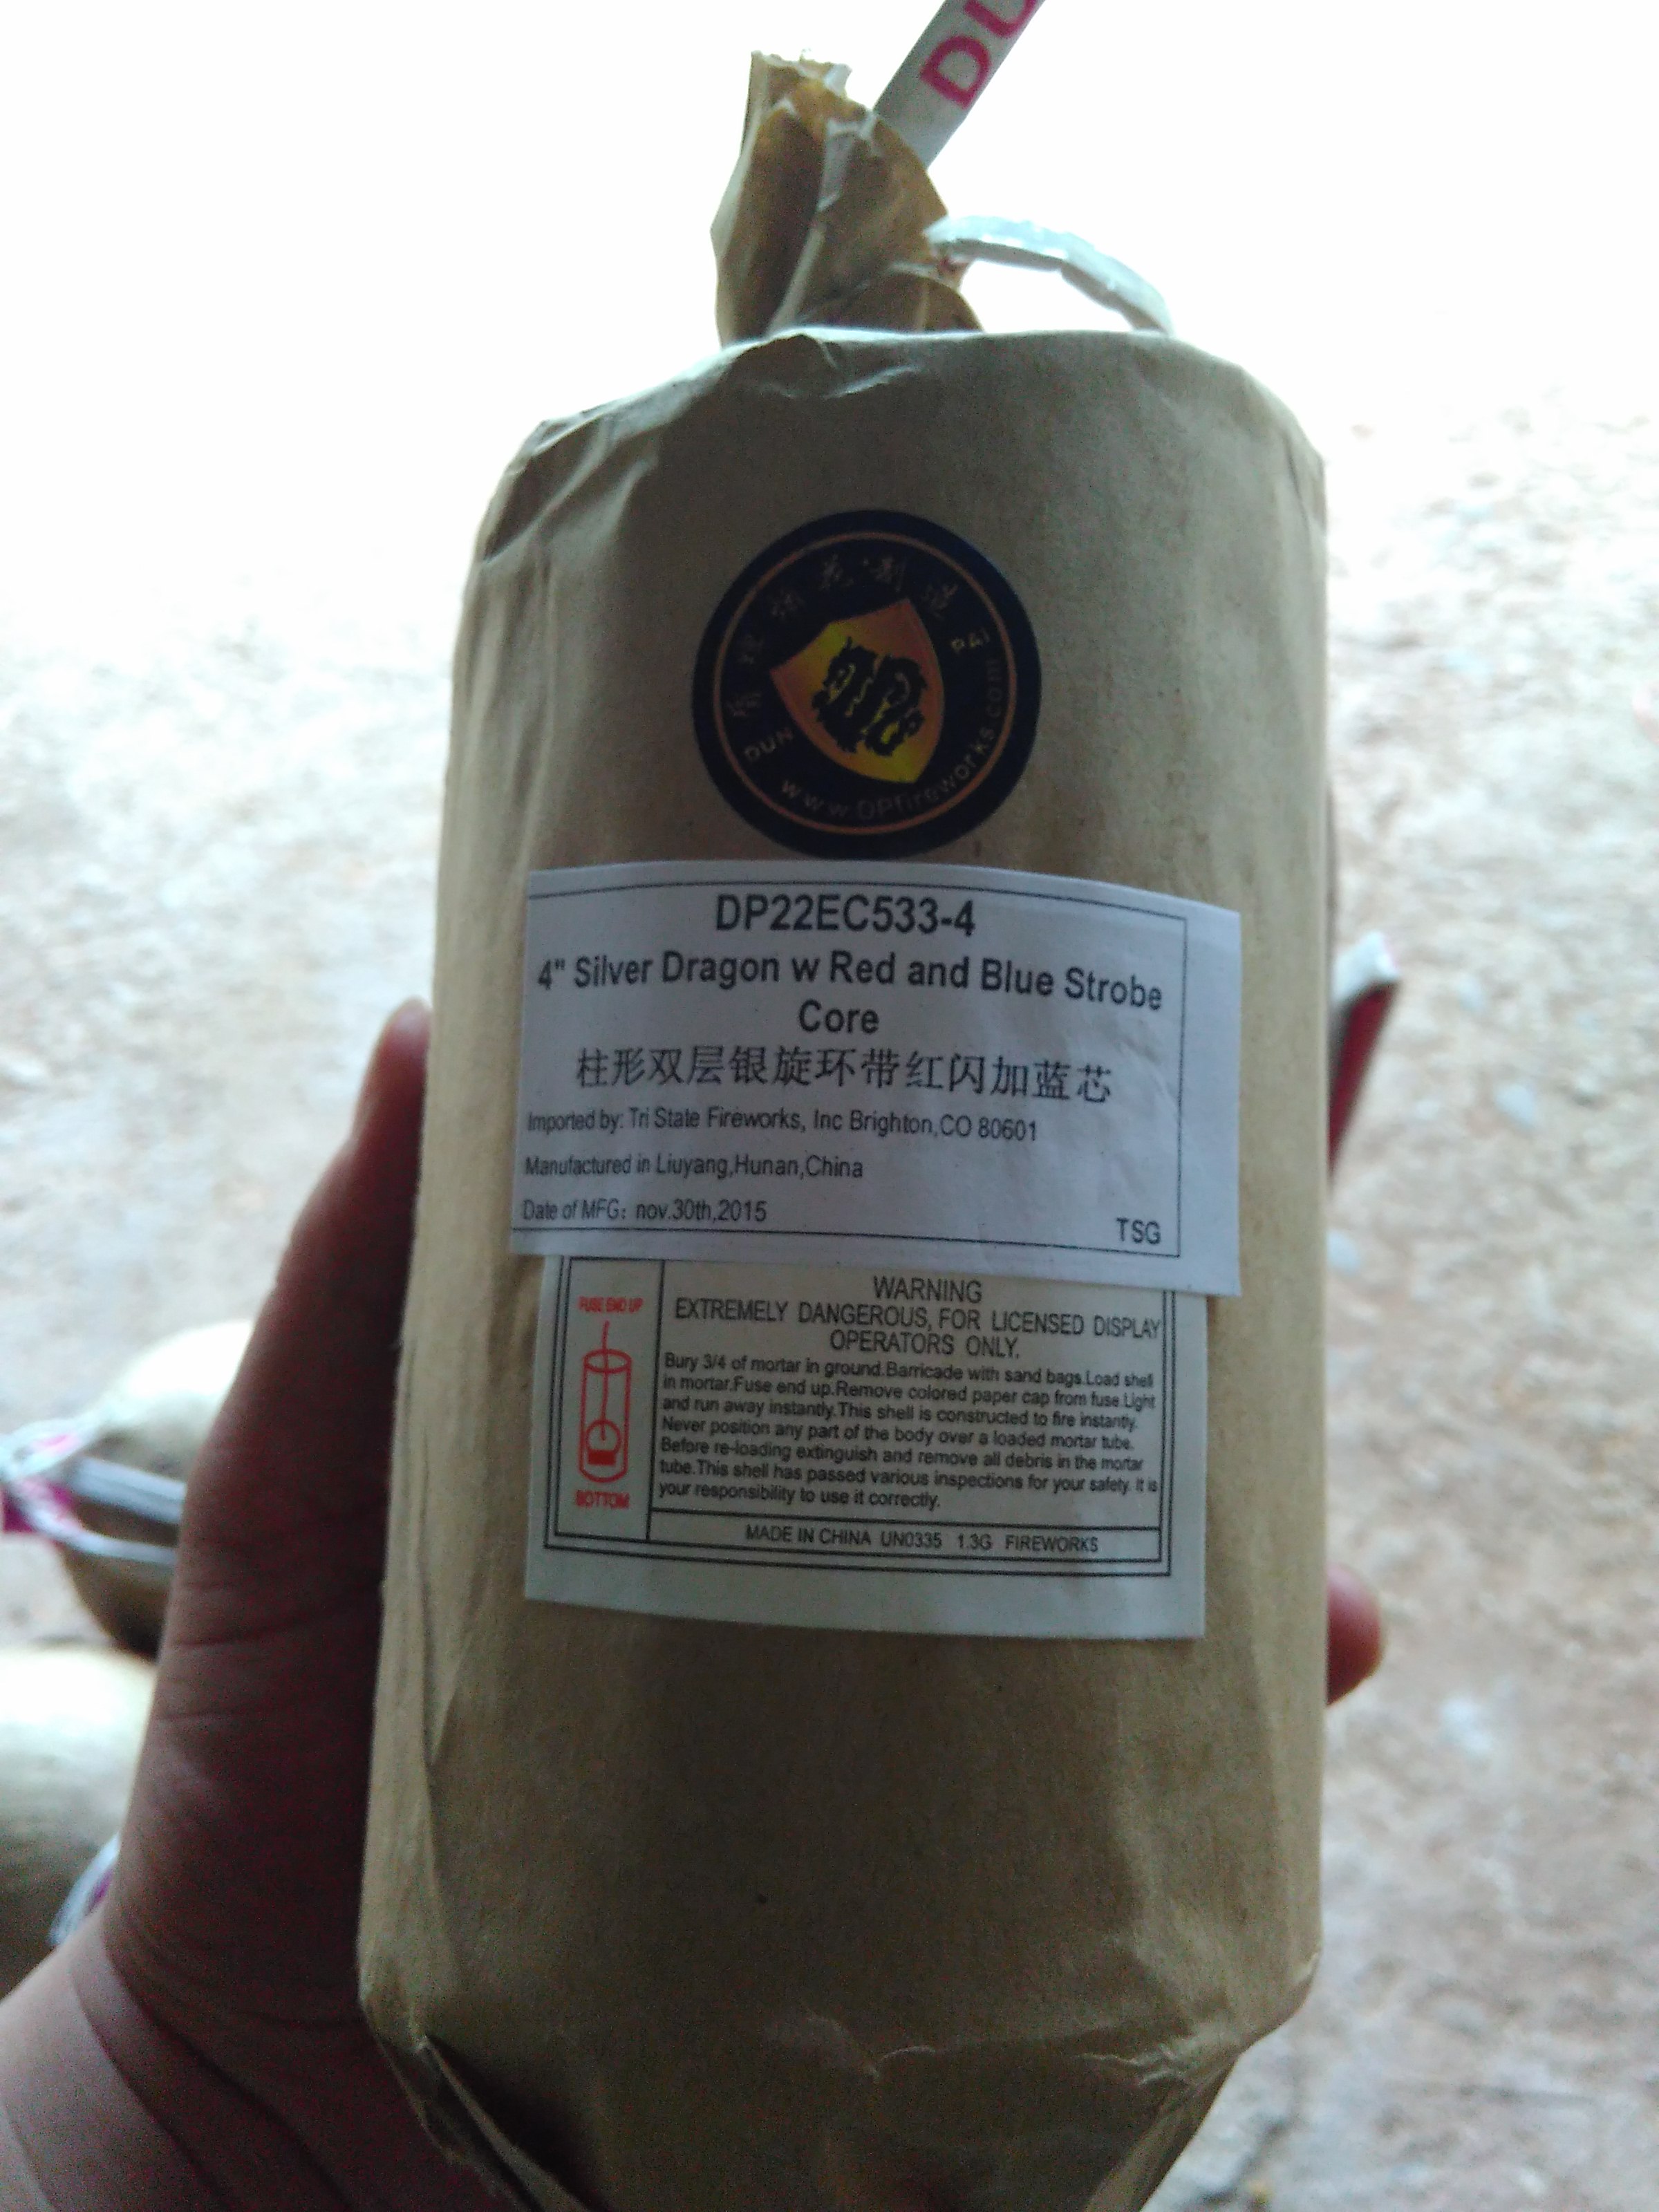 DU
DUN
PAI
www.DPfireworks.com
DP22EC533-4
4" Silver Dragon w Red and Blue Strobe
Core
柱形双层银旋环带红闪加蓝芯
Imported by: Tri State Fireworks, Inc Brighton,CO 80601
Manufactured in Liuyang,Hunan,China
Date of MFG: nov.30th,2015
TSG
FUSE END UP
BOTTOM
WARNING
EXTREMELY DANGEROUS, FOR LICENSED DISPLAY
OPERATORS ONLY.
Bury 3/4 of mortar in ground.Barricade with sand bags.Load shell
in mortar.Fuse end up.Remove colored paper cap from fuse.Light
and run away instantly.This shell is constructed to fire instantly.
Never position any part of the body over a loaded mortar tube.
Before re-loading extinguish and remove all debris in the mortar
tube.This shell has passed various inspections for your safety. It is
your responsibility to use it correctly.
MADE IN CHINA UN0335 1.3G FIREWORKS